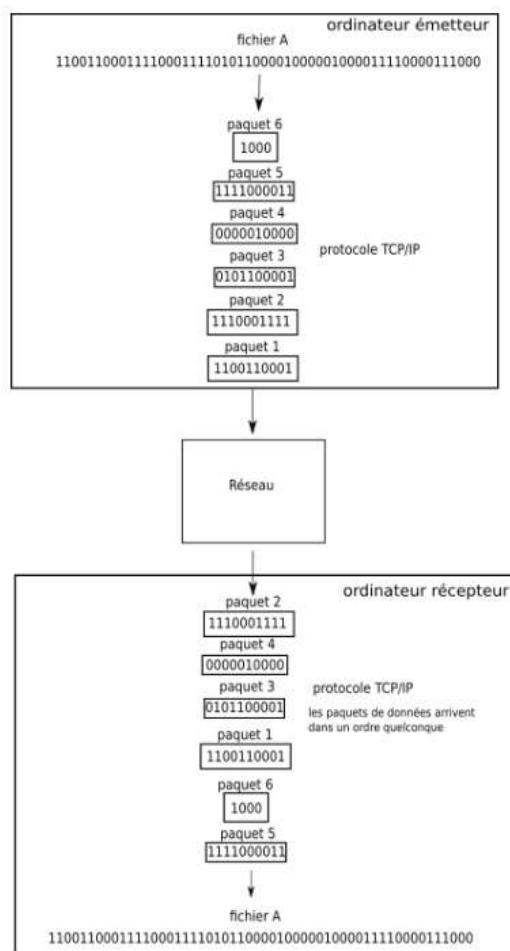 ordinateur émetteur
fichier A
1100110001111000111101011000010000010000111110000111000
paquet 6
1000
paquet 5
1111000011
paquet 4
0000010000
protocole TCP/IP
paquet 3
0101100001
paquet 2
1110001111
paquet 1
1100110001
Réseau
ordinateur récepteur
paquet 2
1110001111
paquet 4
0000010000
paquet 3
protocole TCP/IP
0101100001
les paquets de données arrivent
dans un ordre quelconque
paquet 1
1100110001
paquet 6
1000
paquet 5
1111000011
fichier A
1100110001111000111101011000010000010000111110000111000